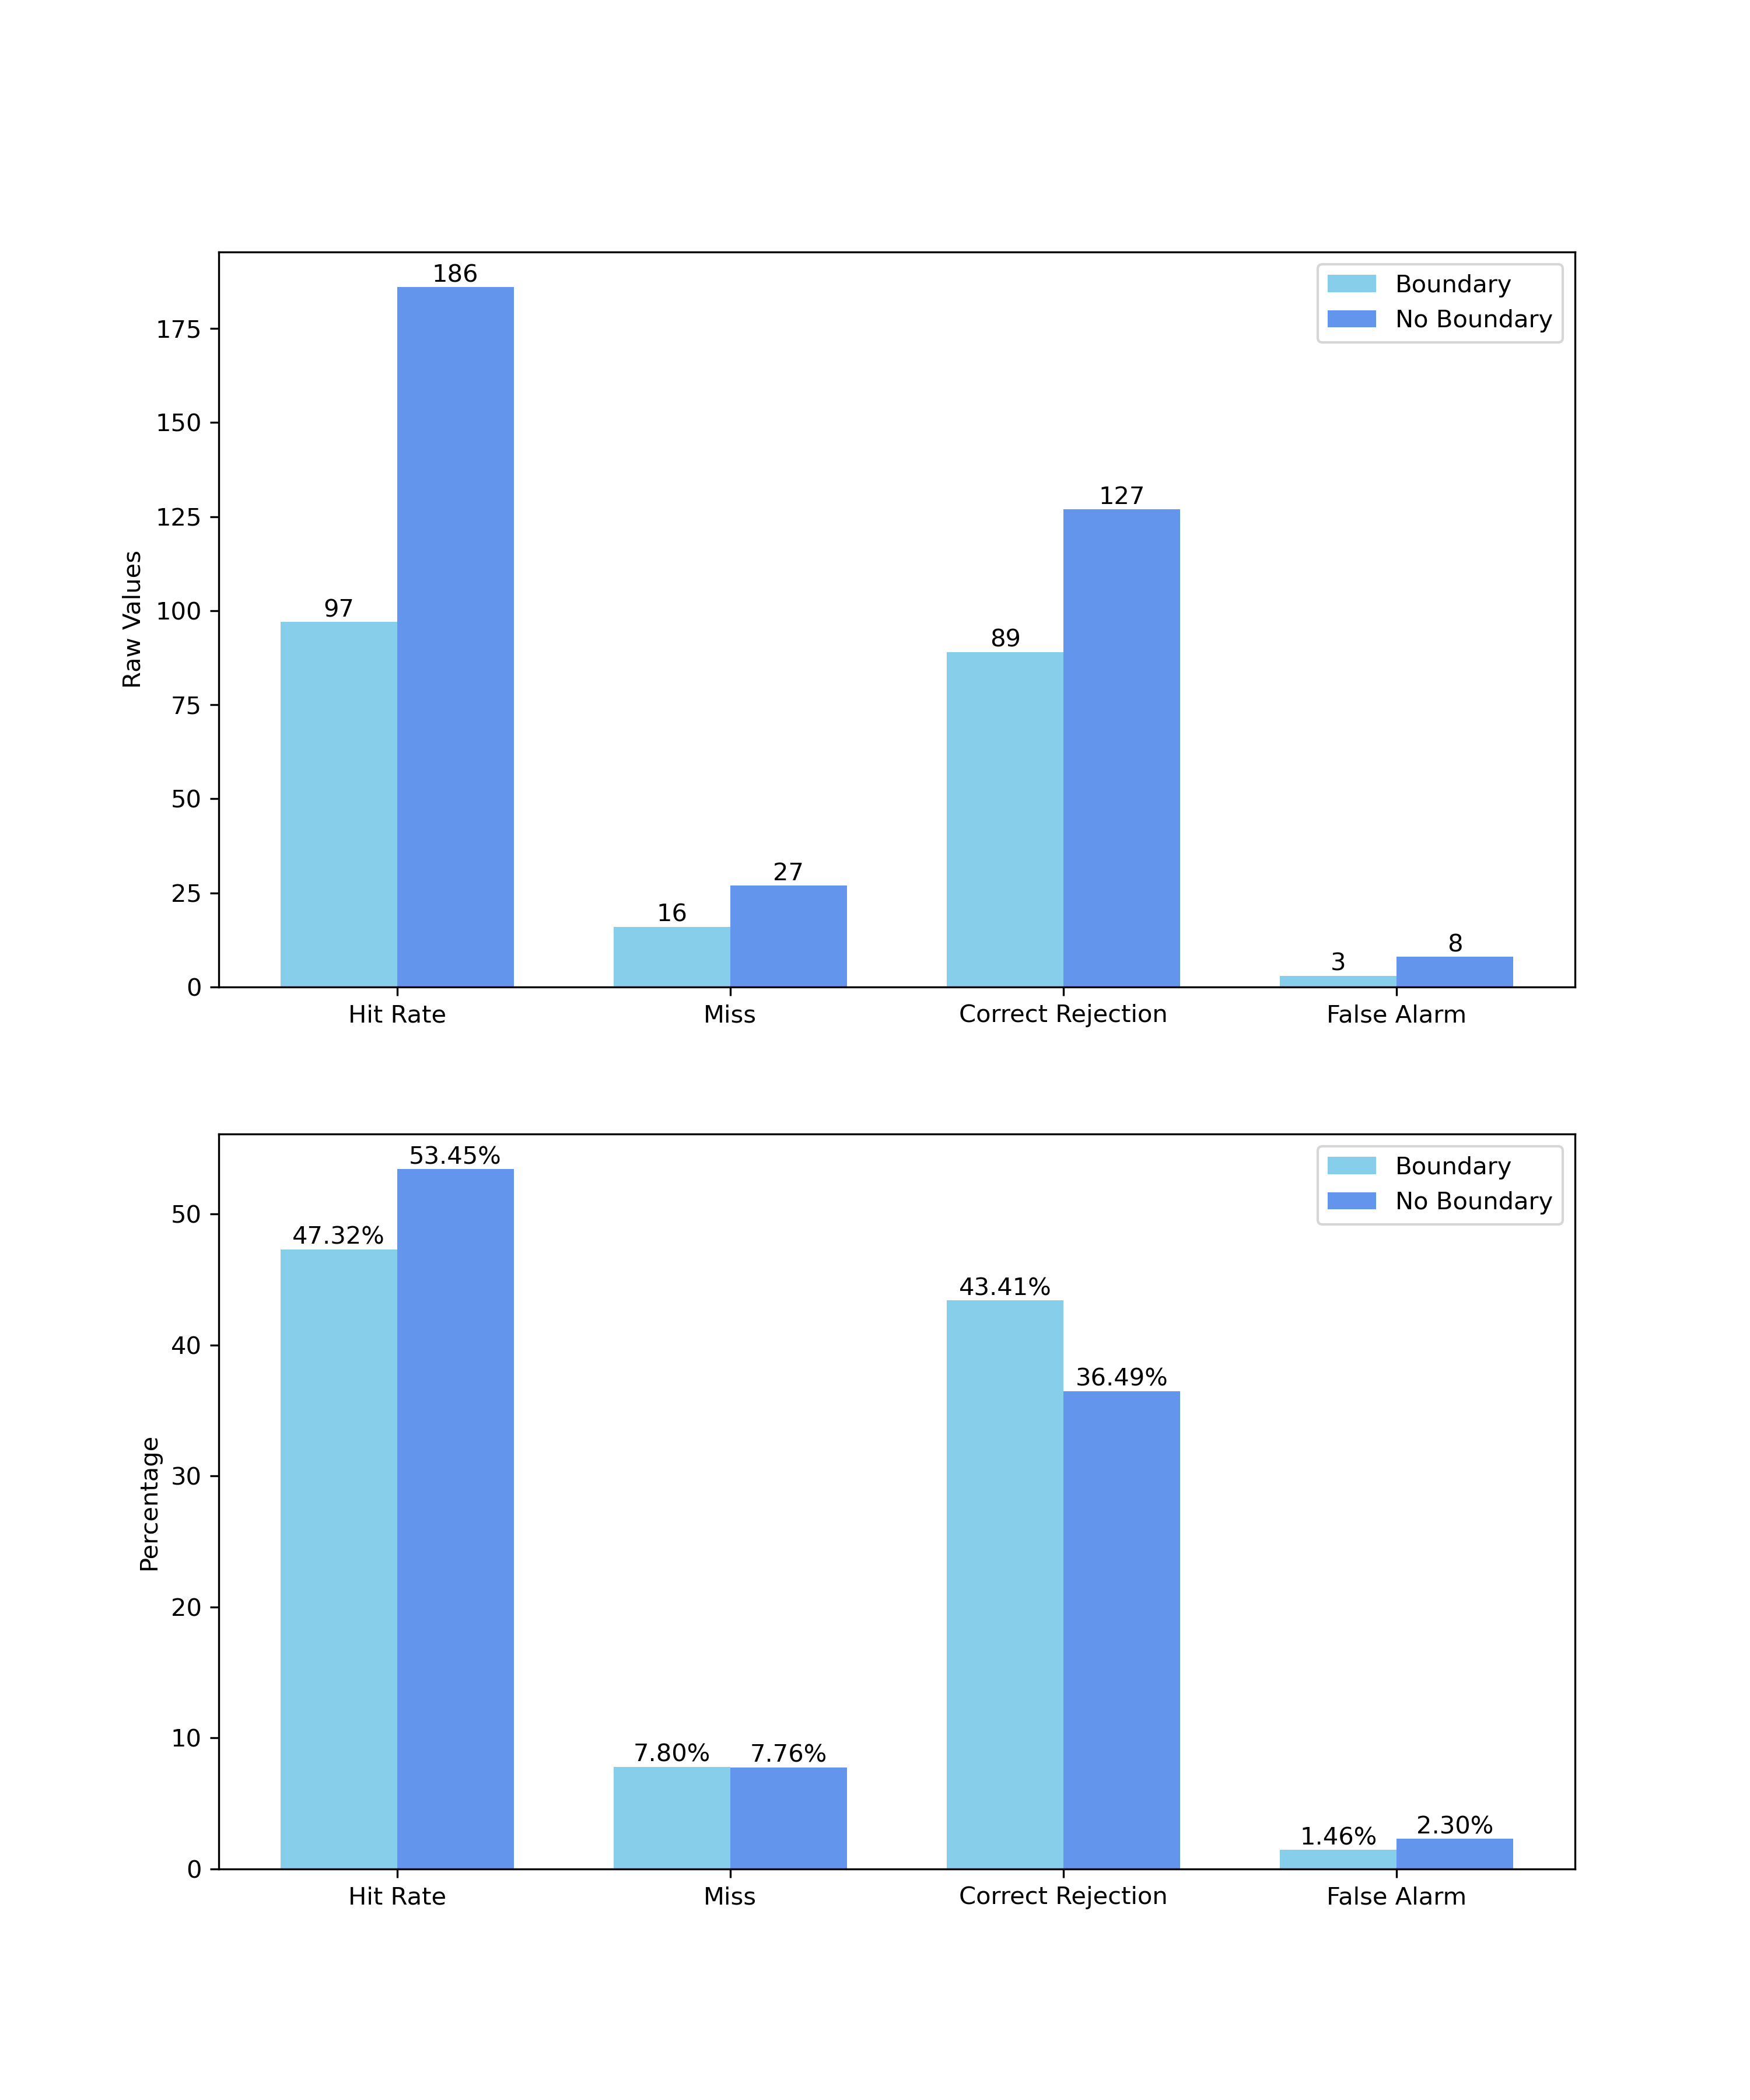 186
Boundary
No Boundary
175
150
127
125
Raw Values
97
100
89
75
50
27
25
16
8
3
0
Hit Rate
Miss
Correct Rejection
False Alarm
53.45%
Boundary
No Boundary
50
47.32%
43.41%
40
36.49%
Percentage
30
20
10
7.80%
7.76%
2.30%
1.46%
0
Hit Rate
Miss
Correct Rejection
False Alarm